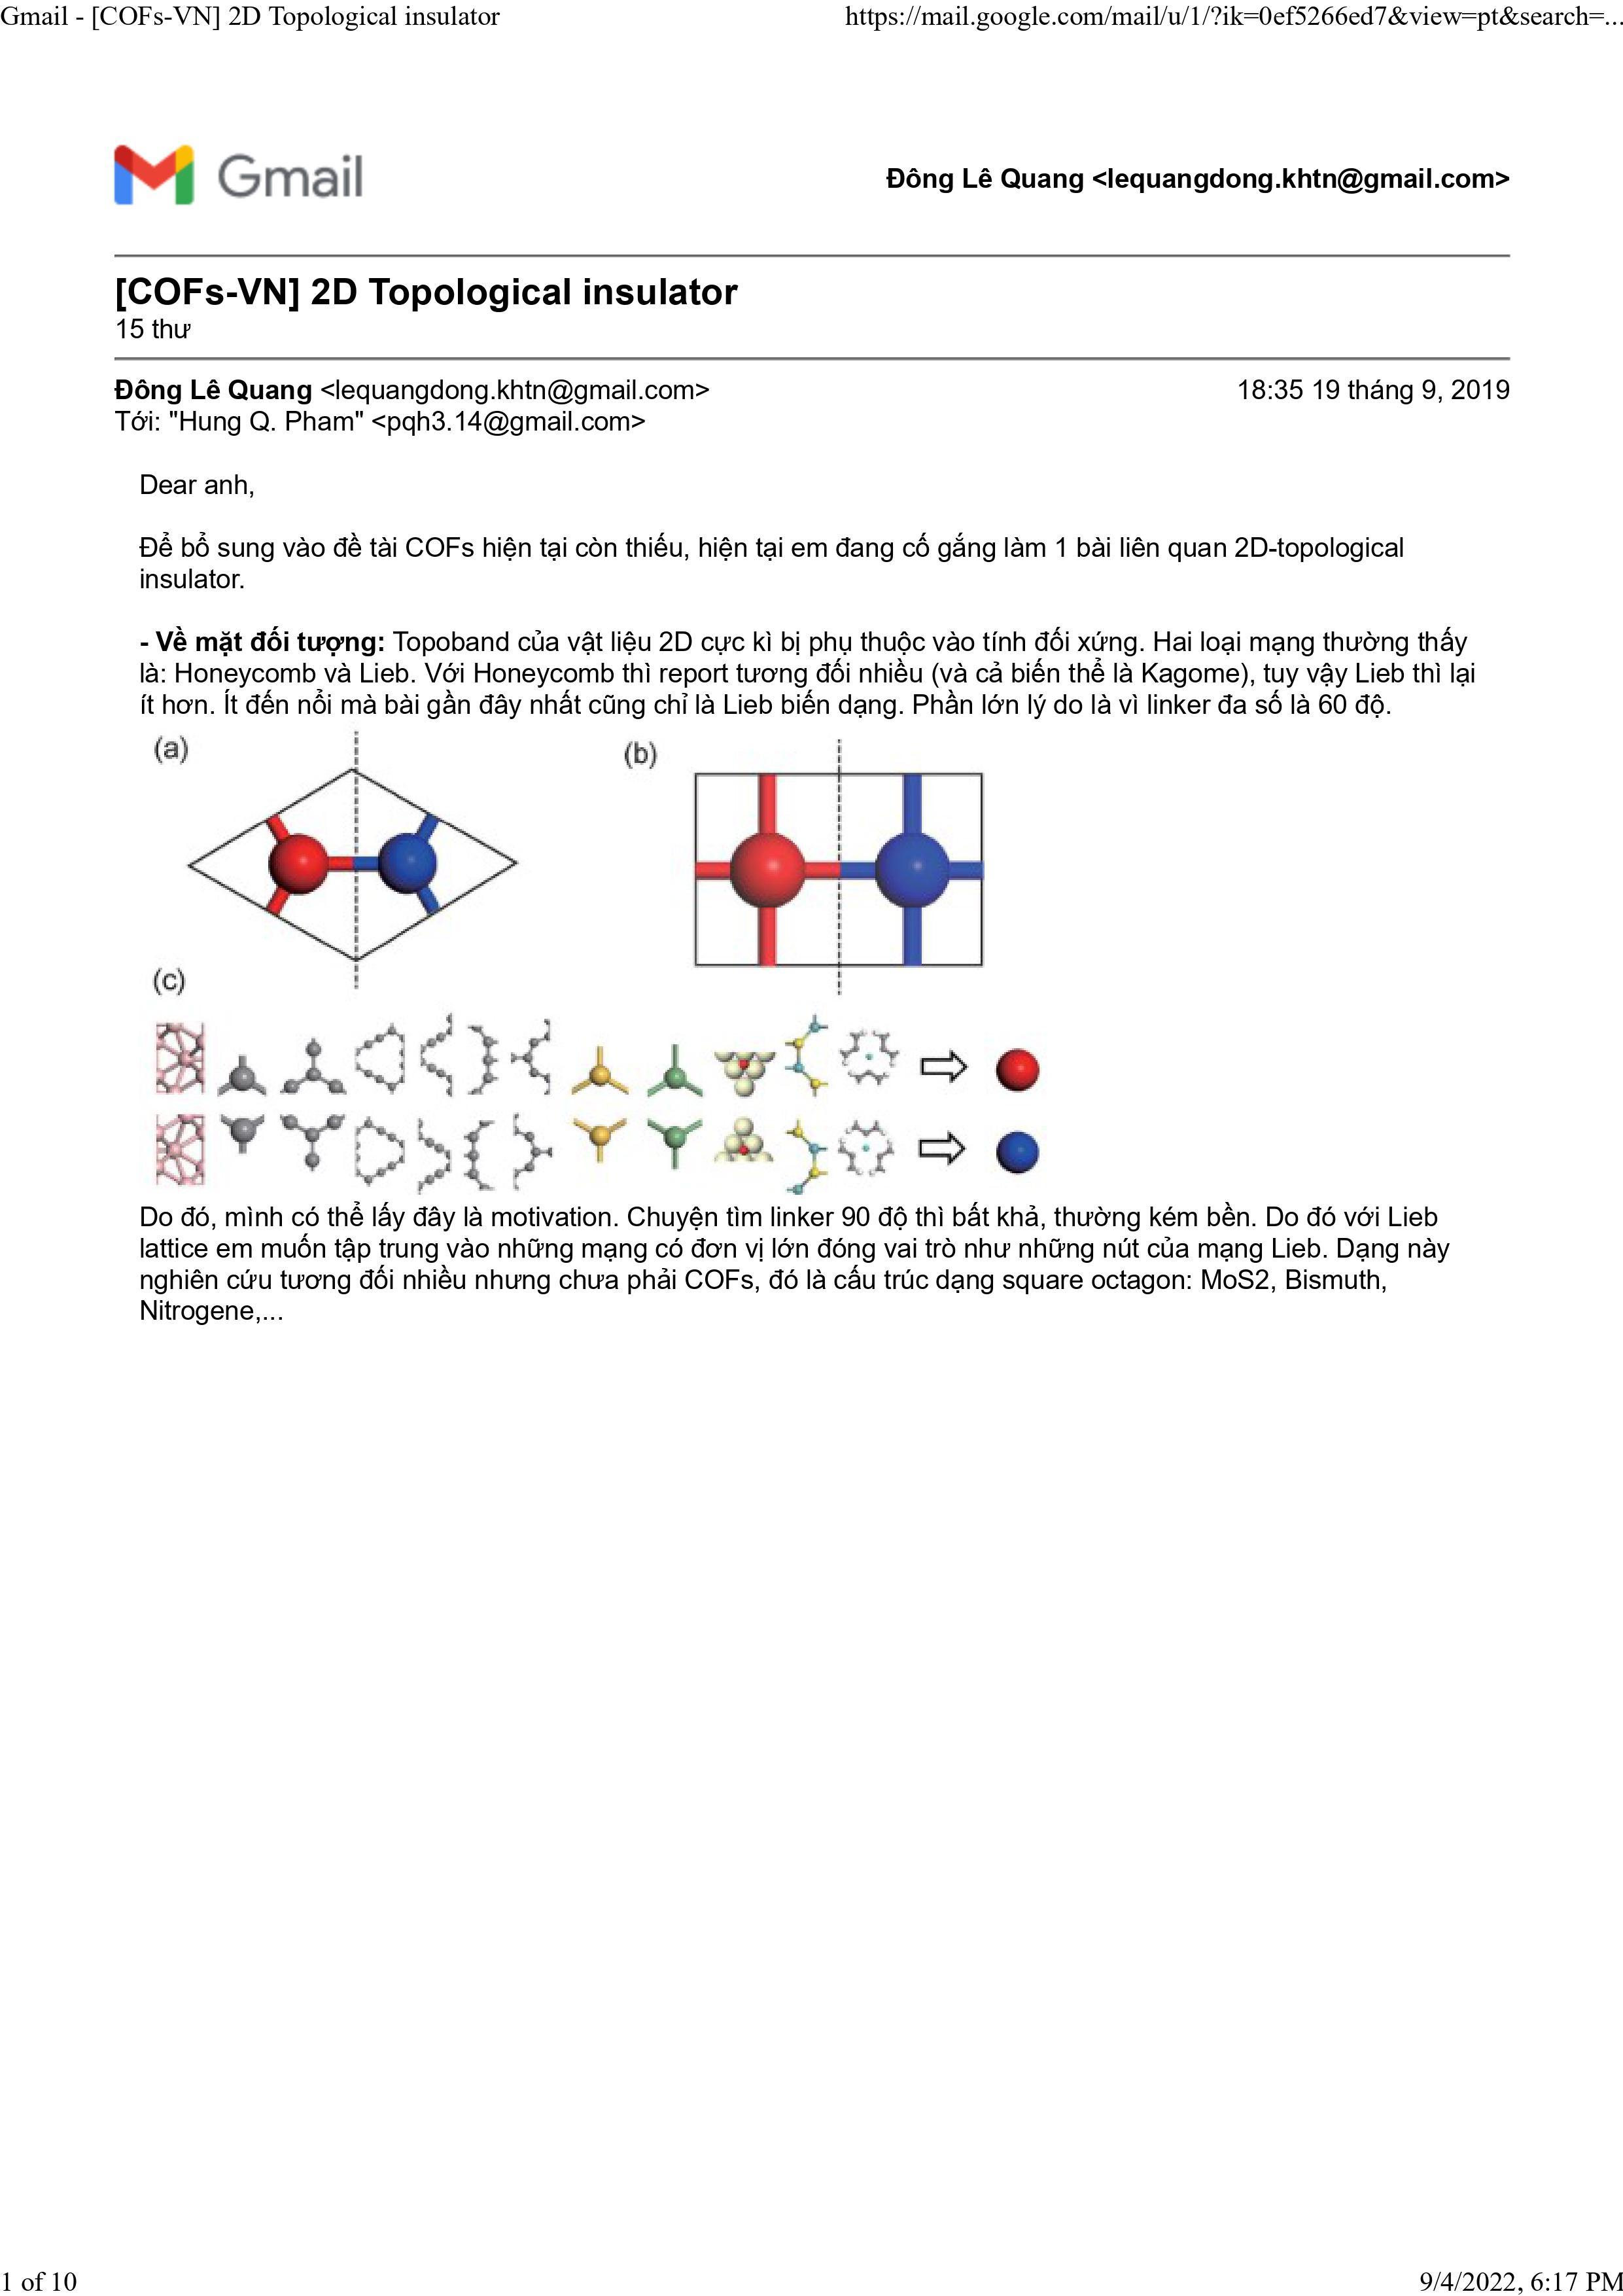 Gmail - [COFs-VN] 2D Topological insulator
https://mail.google.com/mail/u/1/?ik=0ef5266ed7&view=pt&search=...
Gmail
Đông Lê Quang <lequangdong.khtn@gmail.com>
[COFs-VN] 2D Topological insulator
15 thư
Đông Lê Quang <lequangdong.khtn@gmail.com>
18:35 19 tháng 9, 2019
Tới: "Hung Q. Pham" <pqh3.14@gmail.com>
Dear anh,
Để bổ sung vào đề tài COFs hiện tại còn thiếu, hiện tại em đang cố gắng làm 1 bài liên quan 2D-topological
insulator.
- Về mặt đối tượng: Topoband của vật liệu 2D cực kì bị phụ thuộc vào tính đối xứng. Hai loại mạng thường thấy
là: Honeycomb và Lieb. Với Honeycomb thì report tương đối nhiều (và cả biến thể là Kagome), tuy vậy Lieb thì lại
ít hơn. Ít đến nổi mà bài gần đây nhất cũng chỉ là Lieb biến dạng. Phần lớn lý do là vì linker đa số là 60 độ.
(a)
(b)
(c)
Do đó, mình có thể lấy đây là motivation. Chuyện tìm linker 90 độ thì bất khả, thường kém bền. Do đó với Lieb
lattice em muốn tập trung vào những mạng có đơn vị lớn đóng vai trò như những nút của mạng Lieb. Dạng này
nghiên cứu tương đối nhiều nhưng chưa phải COFs, đó là cấu trúc dạng square octagon: MoS2, Bismuth,
Nitrogene,...
1 of 10
9/4/2022, 6:17 PM